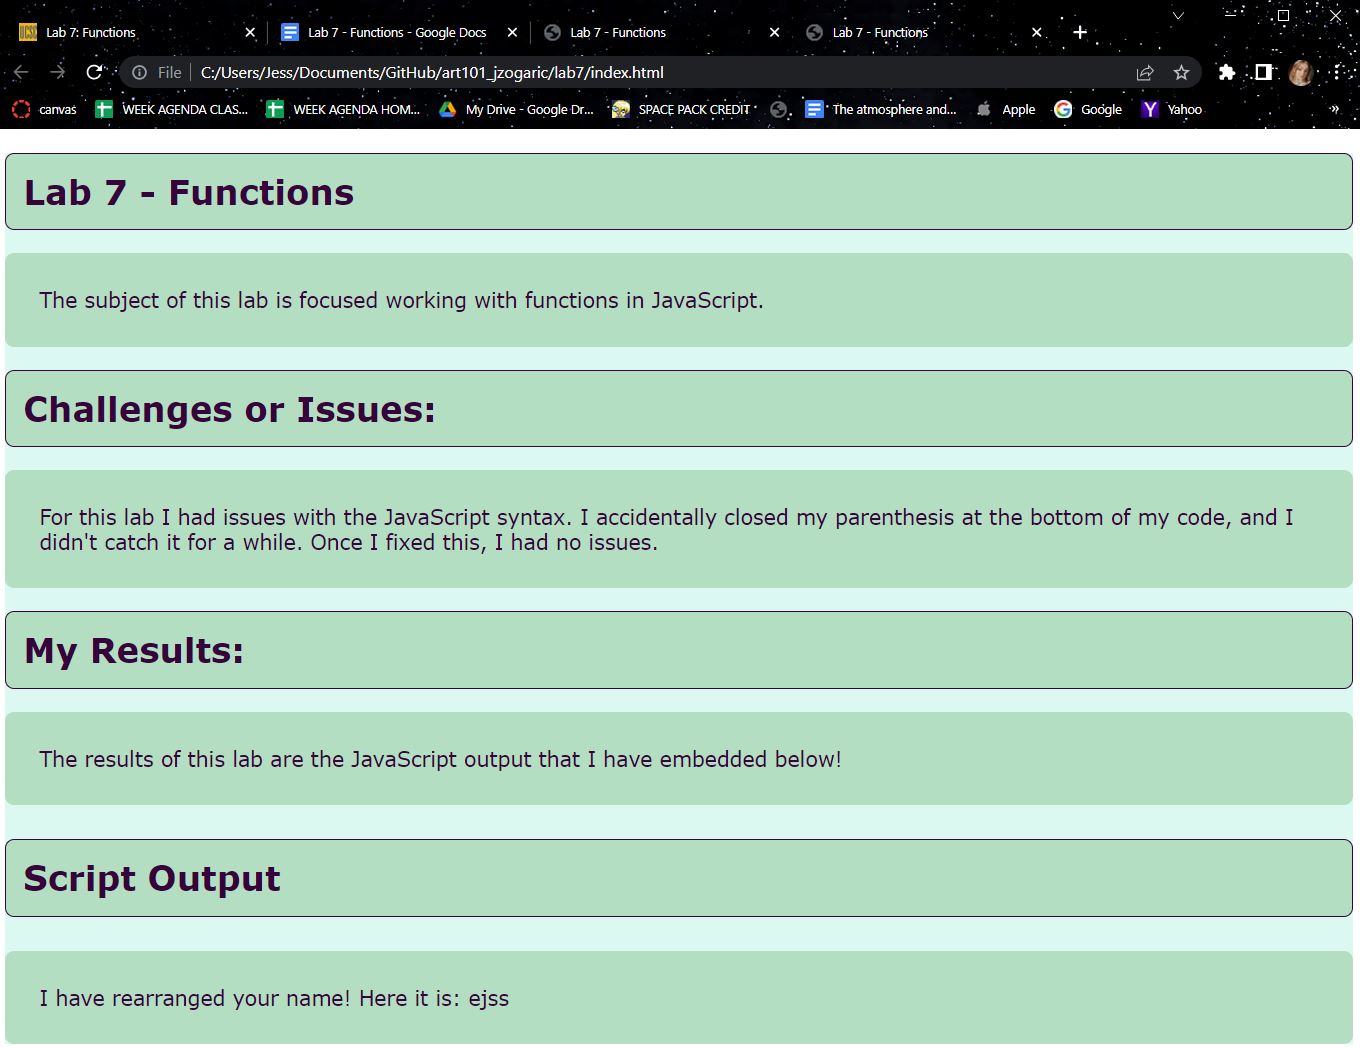 Lab 7: Functions
Lab 7 - Functions - Google Docs
Lab 7 - Functions
Lab 7 - Functions
File
C:/Users/Jess/Documents/GitHub/art101_jzogaric/lab7/index.html
canvas
WEEK AGENDA CLAS...
WEEK AGENDA HOM...
My Drive - Google Dr...
SPACE PACK CREDIT
The atmosphere and...
Apple
Google
Yahoo
»
Lab 7 - Functions
The subject of this lab is focused working with functions in JavaScript.
Challenges or Issues:
For this lab I had issues with the JavaScript syntax. I accidentally closed my parenthesis at the bottom of my code, and I
didn't catch it for a while. Once I fixed this, I had no issues.
My Results:
The results of this lab are the JavaScript output that I have embedded below!
Script Output
I have rearranged your name! Here it is: ejss